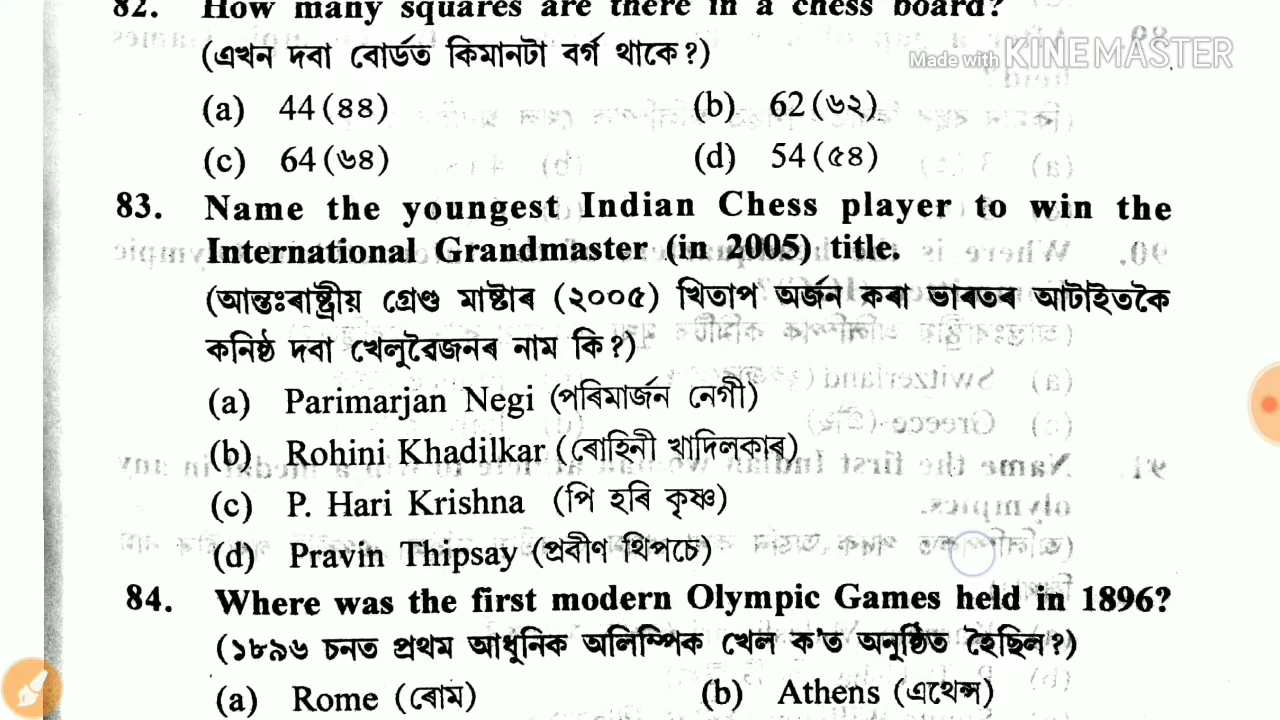 82. How many squares are there in a chess board?
Made with KINEMASTER
(এখন দবা বোৰ্ডত কিমানটা বৰ্গ থাকে?)
(a) 44(৪৪) (b) 62(৬২)
(c) 64(৬৪) (d) 54(৫৪)
83. Name the youngest Indian Chess player to win the
International Grandmaster (in 2005) title.
(আন্তঃৰাষ্ট্ৰীয় গ্ৰেণ্ড মাষ্টাৰ (২০০৫) খিতাপ অৰ্জন কৰা ভাৰতৰ আটাইতকৈ
কনিষ্ঠ দবা খেলুৱৈজনৰ নাম কি?)
(a) Parimarjan Negi (পৰিমাৰ্জন নেগী)
(b) Rohini Khadilkar (ৰোহিনী খাদিলকাৰ)
(c) P. Hari Krishna (পি হৰি কৃষ্ণ)
(d) Pravin Thipsay (প্ৰবীণ থিপচে)
84. Where was the first modern Olympic Games held in 1896?
(১৮৯৬ চনত প্ৰথম আধুনিক অলিম্পিক খেল ক'ত অনুষ্ঠিত হৈছিল?)
(a) Rome (ৰোম) (b) Athens (এথেন্স)